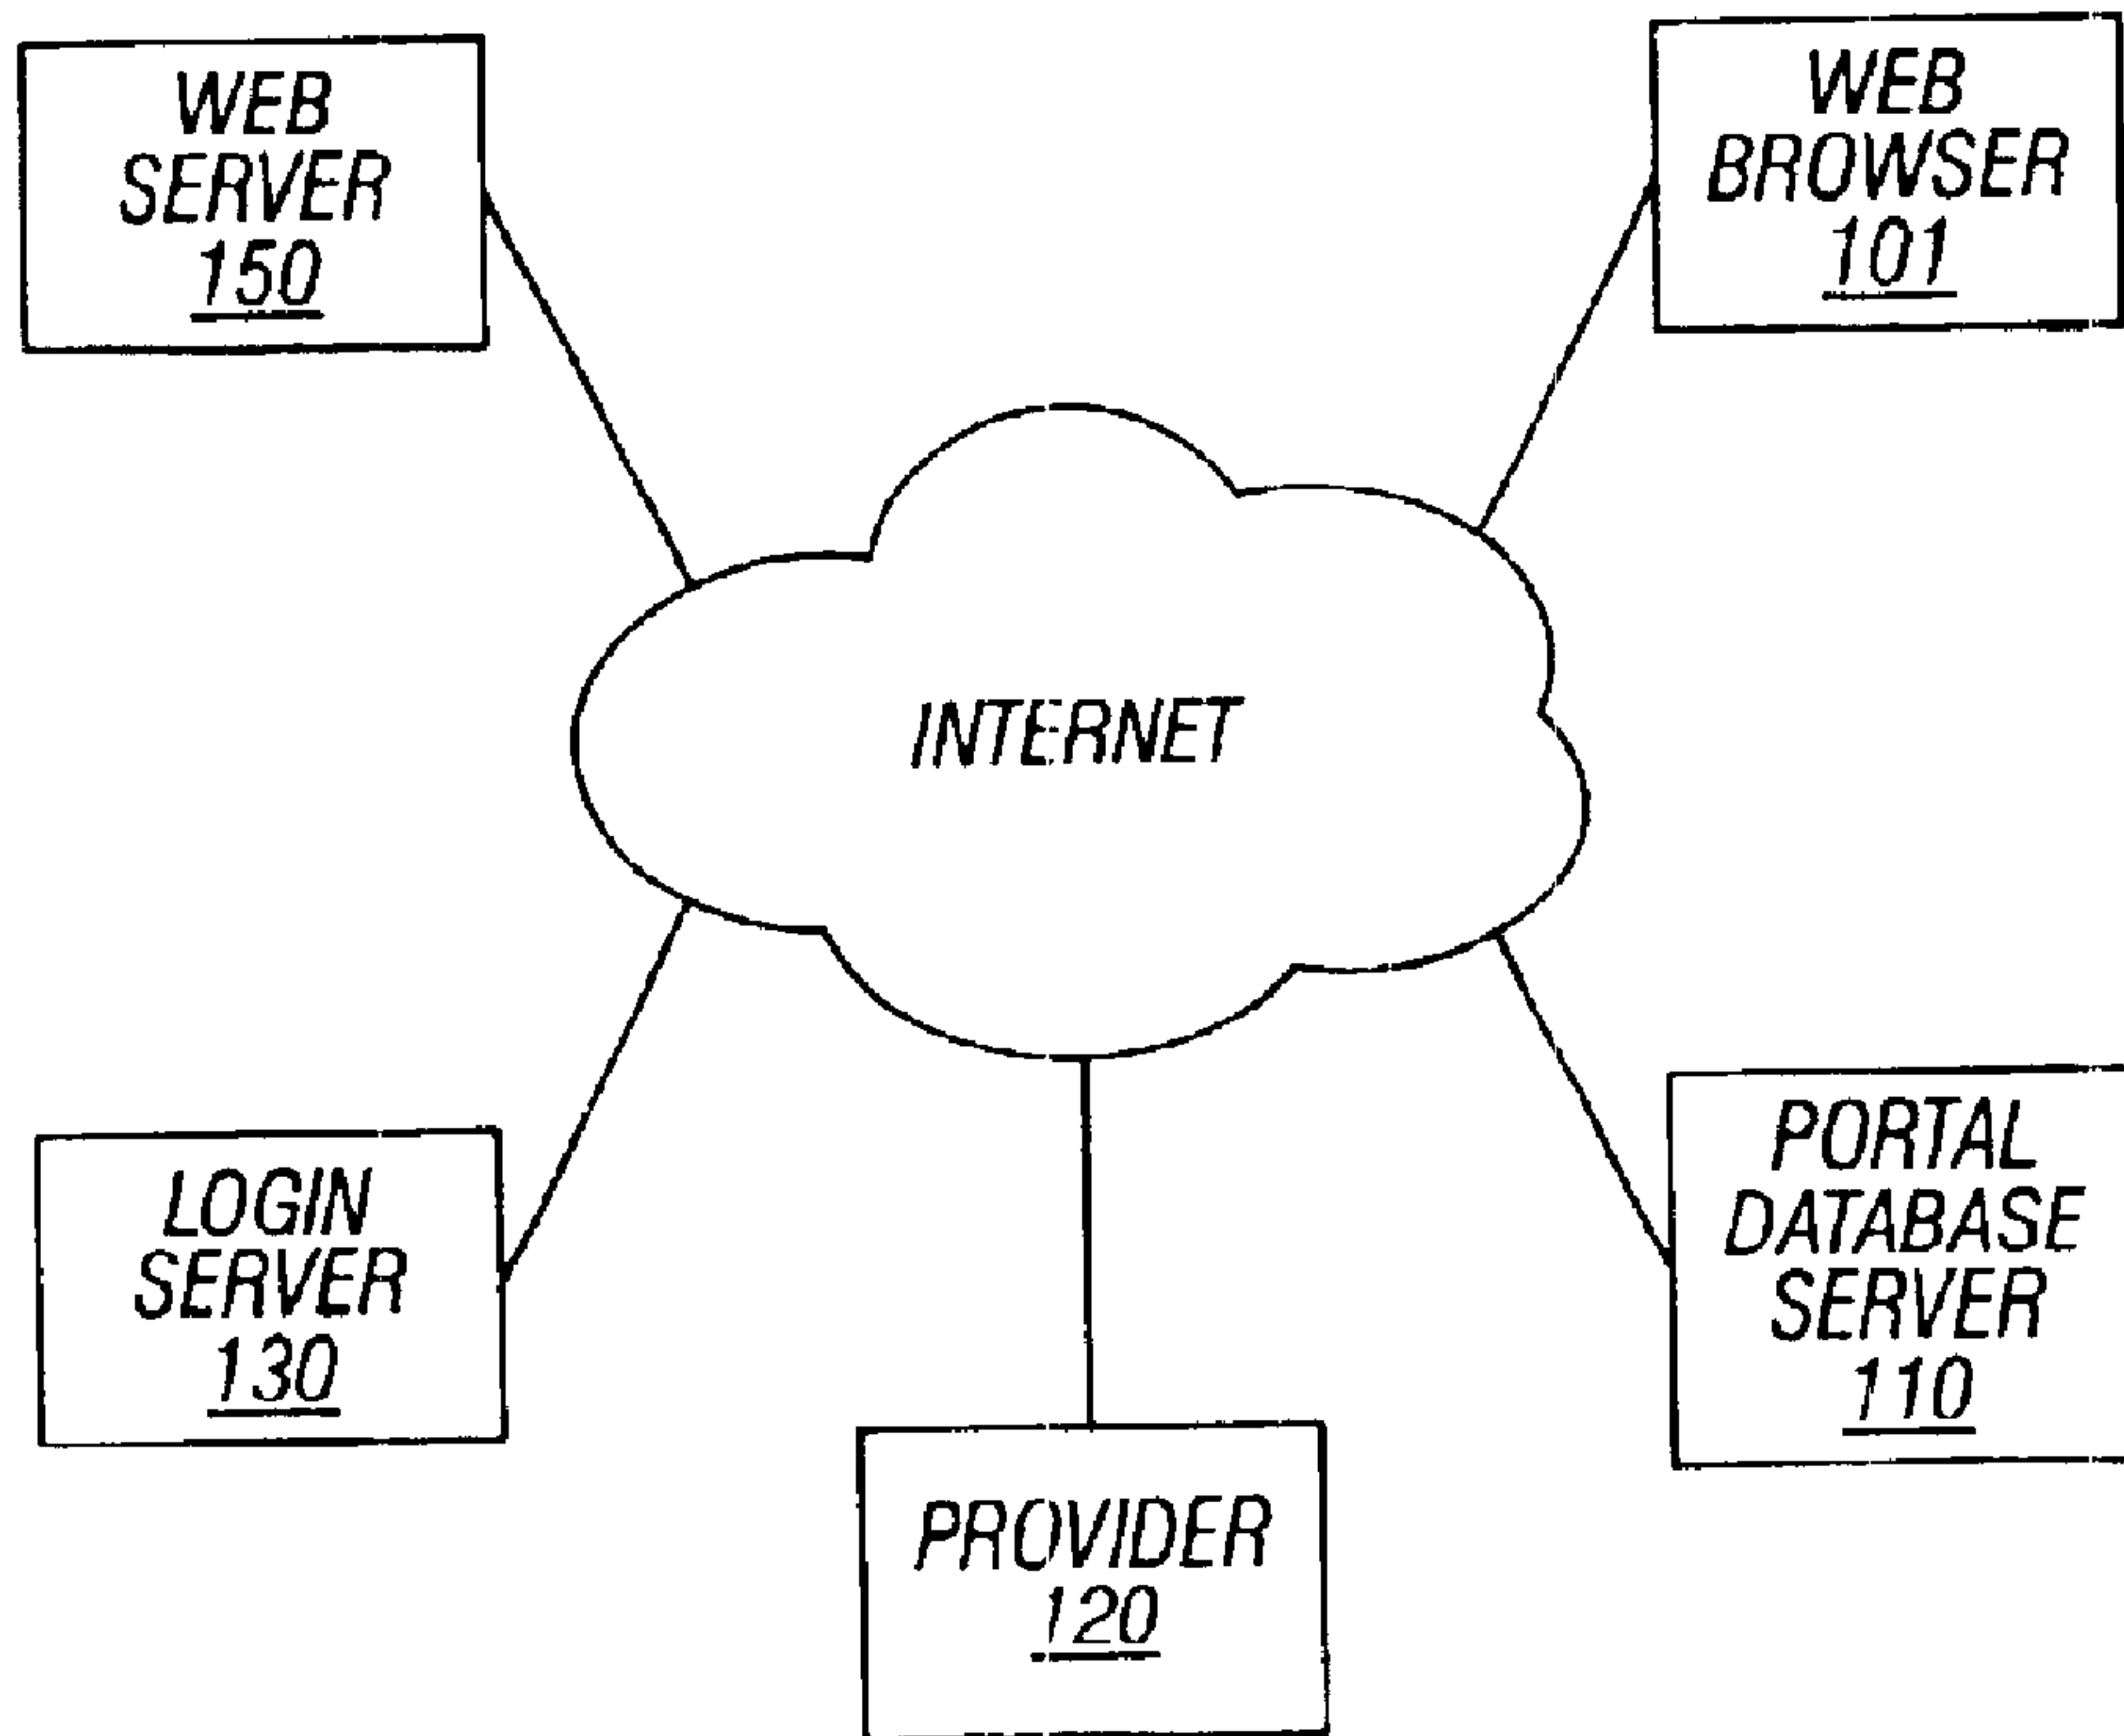 WEB
SERVER
150
WEB
BROWSER
101
INTERNET
LOGIN
SERVER
130
PROVIDER
120
PORTAL
DATABASE
SERVER
110